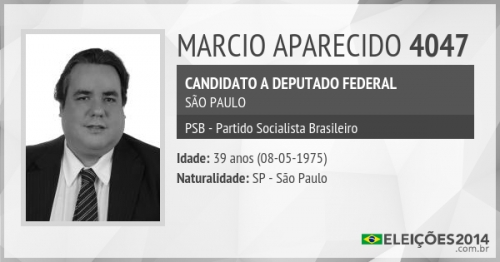 MARCIO APARECIDO 4047
CANDIDATO A DEPUTADO FEDERAL
SÃO PAULO
PSB - Partido Socialista Brasileiro
Idade: 39 anos (08-05-1975)
Naturalidade: SP - São Paulo
ELEIÇÕES2014
.com.br